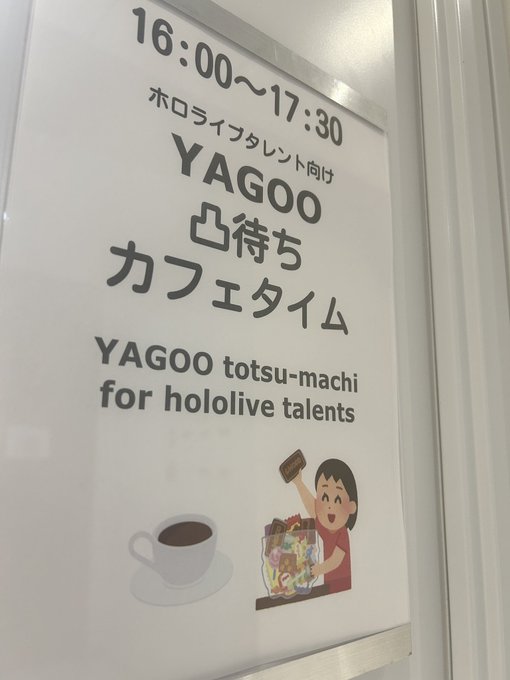 16:00～17:30
ホロライブタレント向け
YAGOO
凸待ち
カフェタイム
YAGOO totsu-machi
for hololive talents